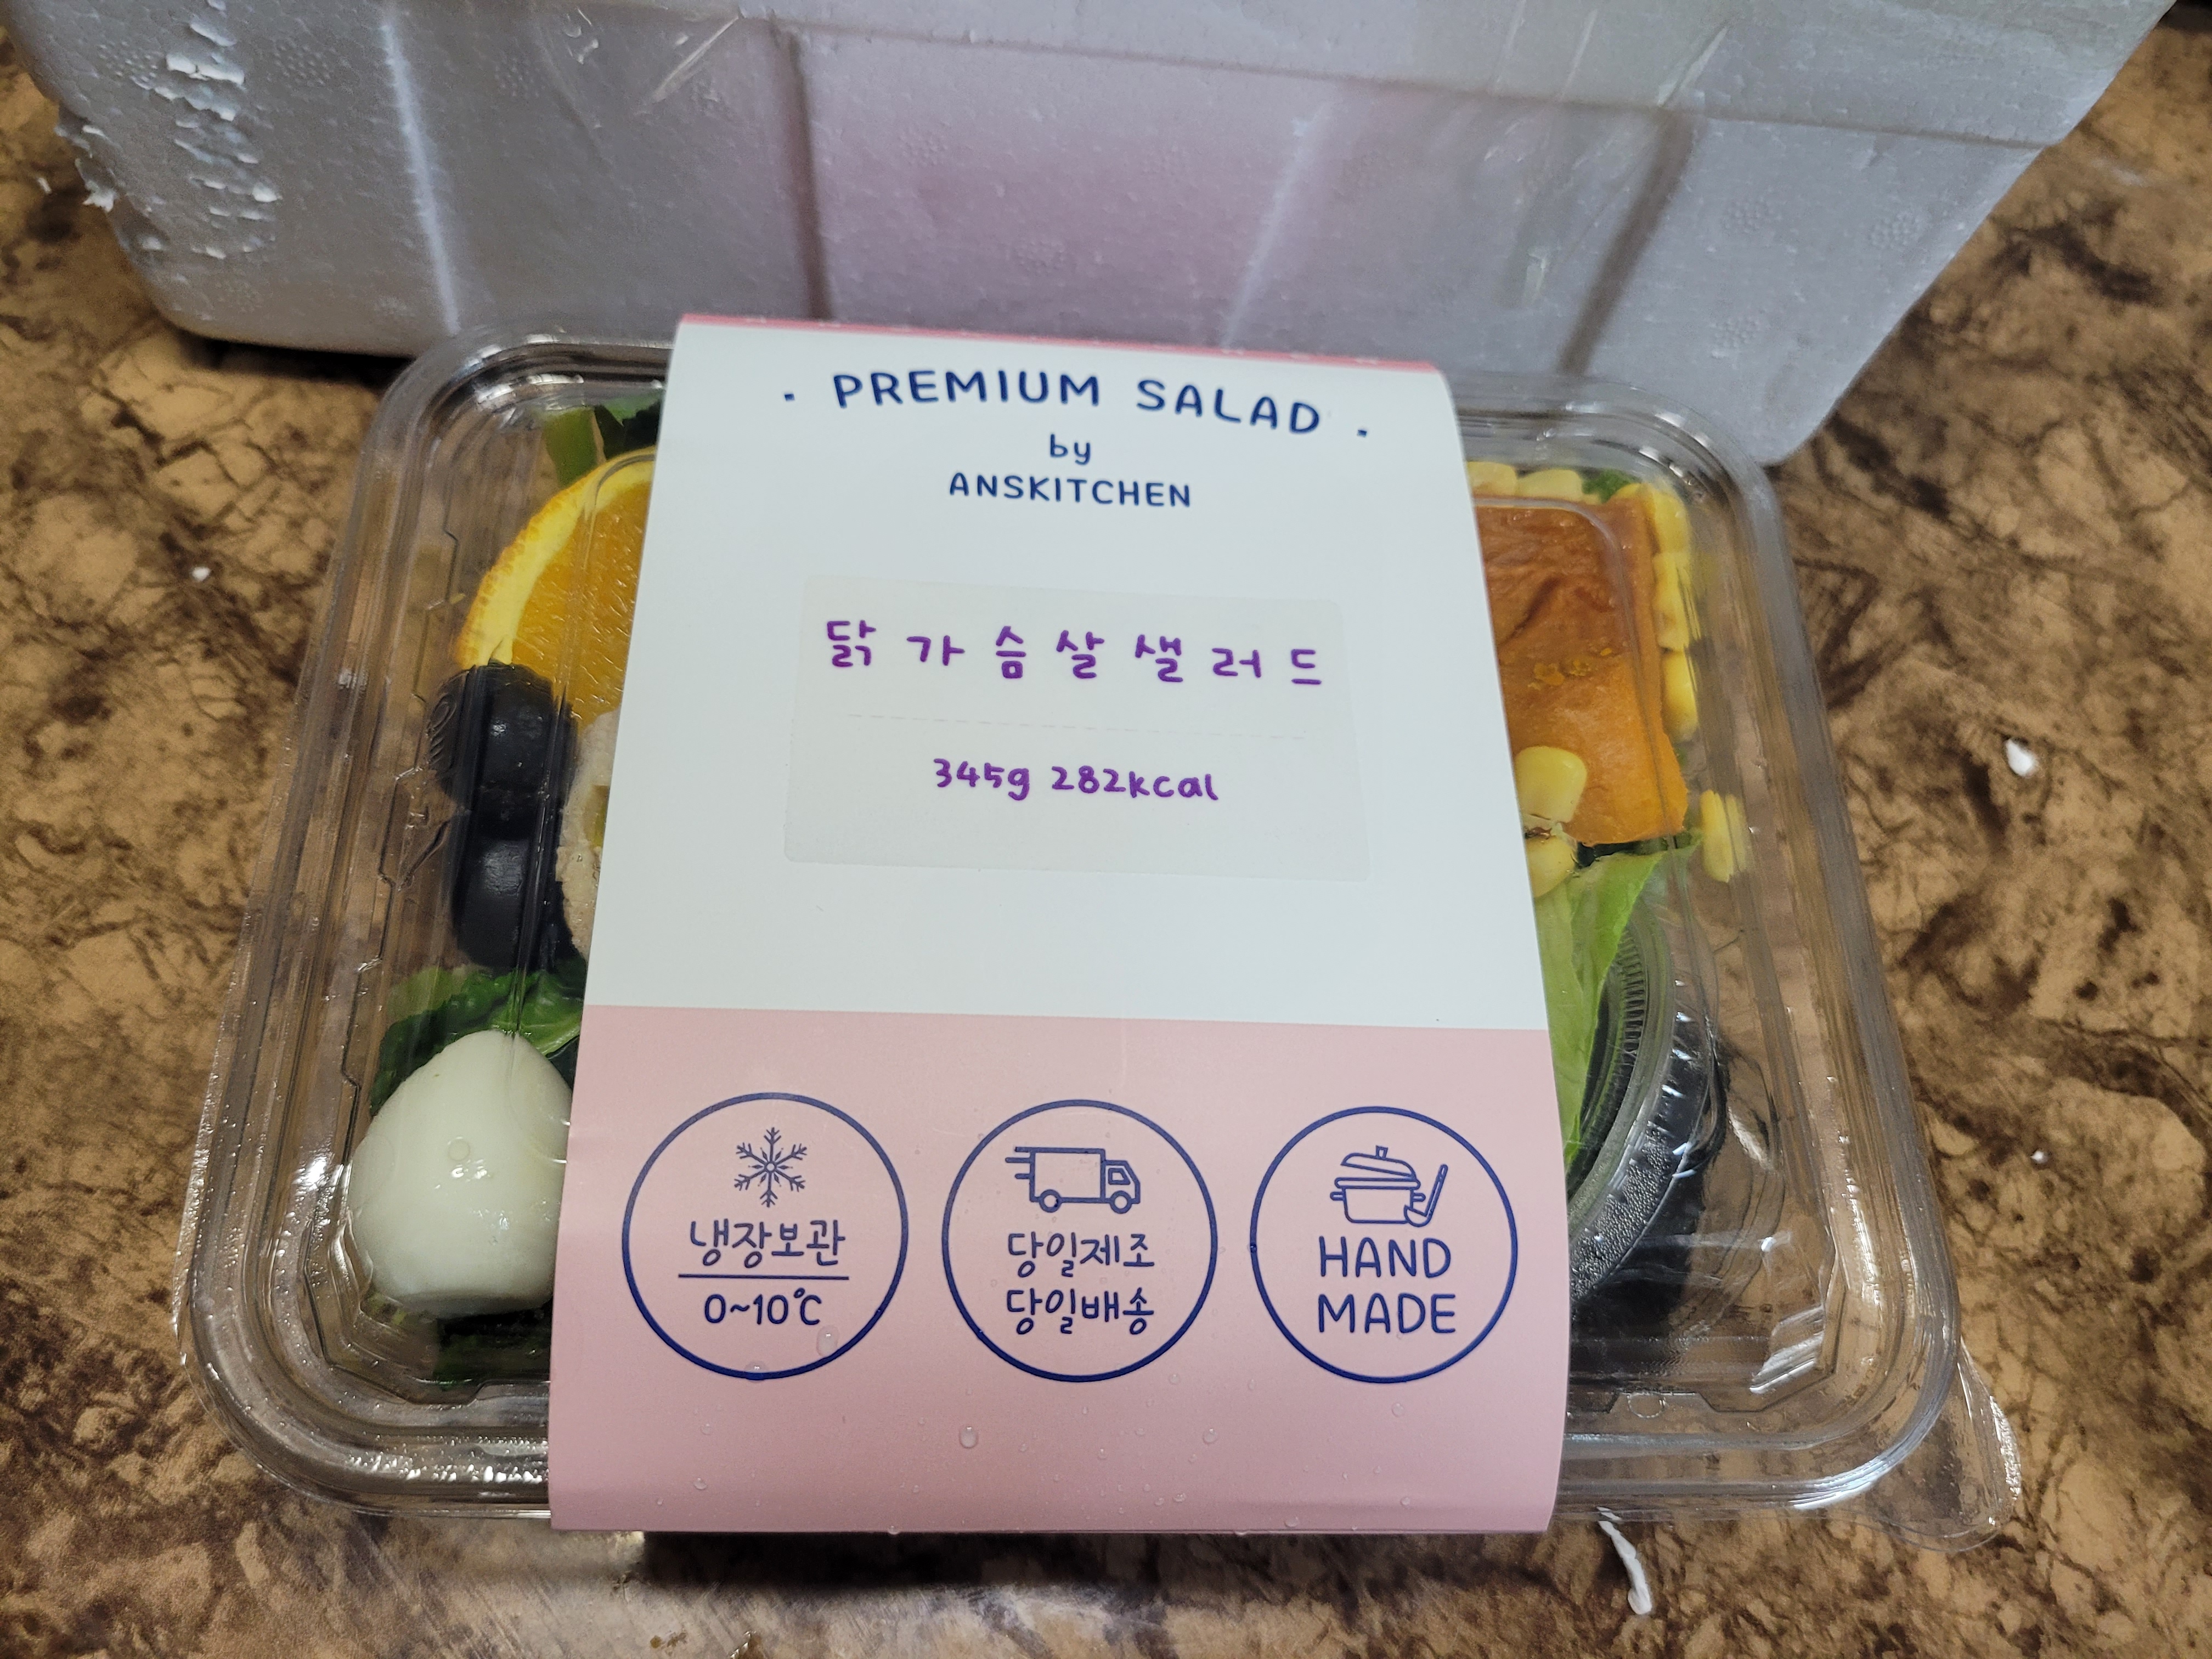 · PREMIUM SALAD ·
by
ANSKITCHEN
닭가슴살샐러드
345g 282kcal
냉장보관
0~10℃
당일제조
당일배송
HAND
MADE